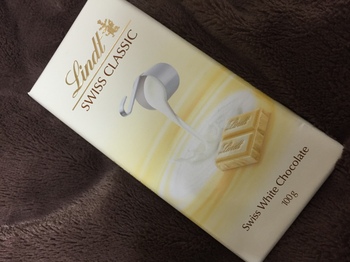 Lindt
SWISS CLASSIC
Swiss White Chocolate
100g